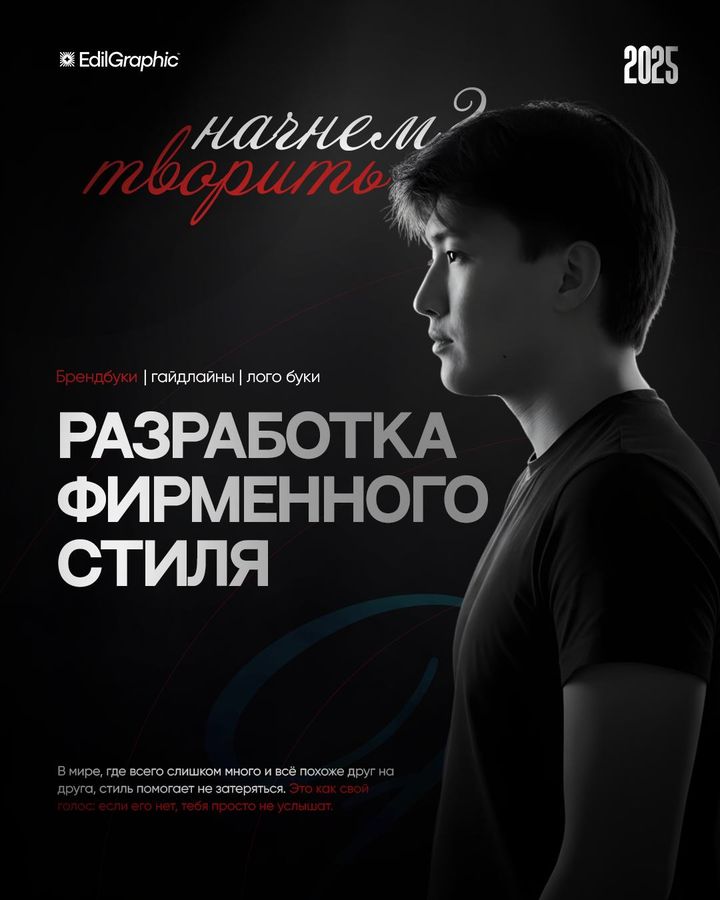 EdilGraphic
2025
начнем?
творить
Брендбуки | гайдлайны | лого буки
РАЗРАБОТКА
ФИРМЕННОГО
СТИЛЯ
В мире, где всего слишком много и всё похоже друг на
друга, стиль помогает не затеряться. Это как свой
голос: если его нет, тебя просто не услышат.